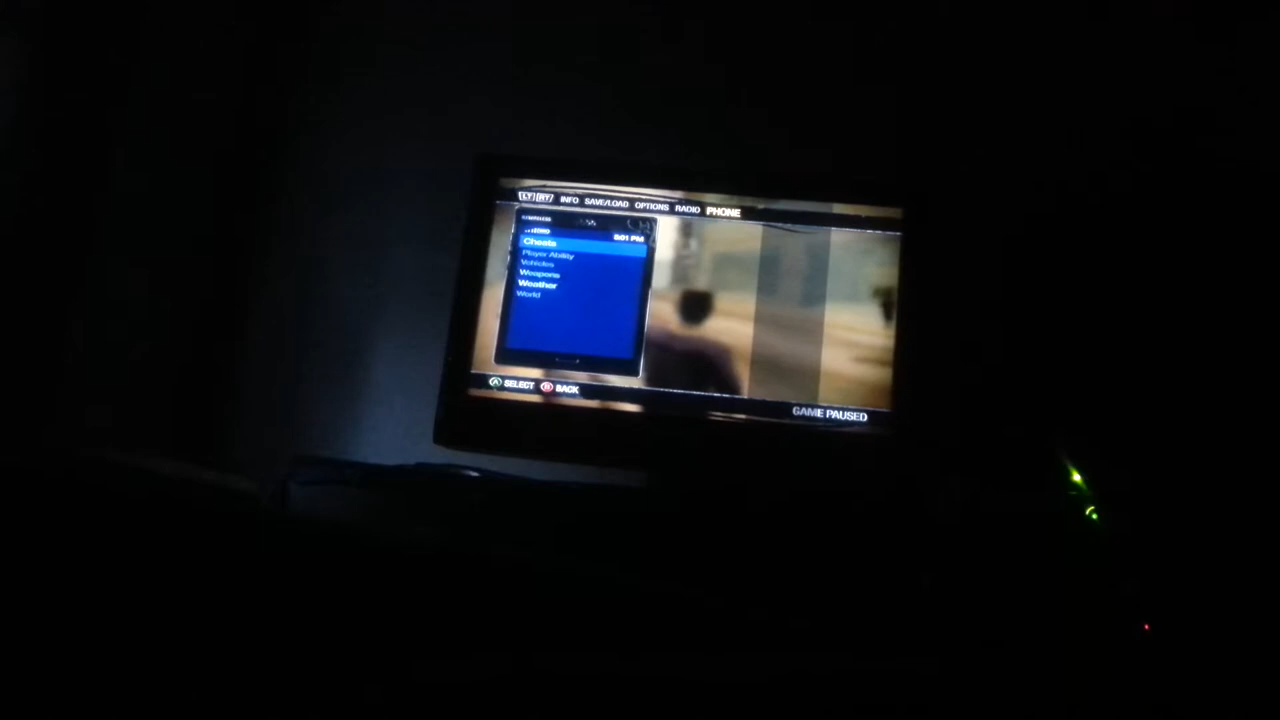 LT RT INFO SAVE/LOAD OPTIONS RADIO PHONE
8:01 PM
Cheats
Player Ability
Vehicles
Weapons
Weather
World
A SELECT B BACK
GAME PAUSED